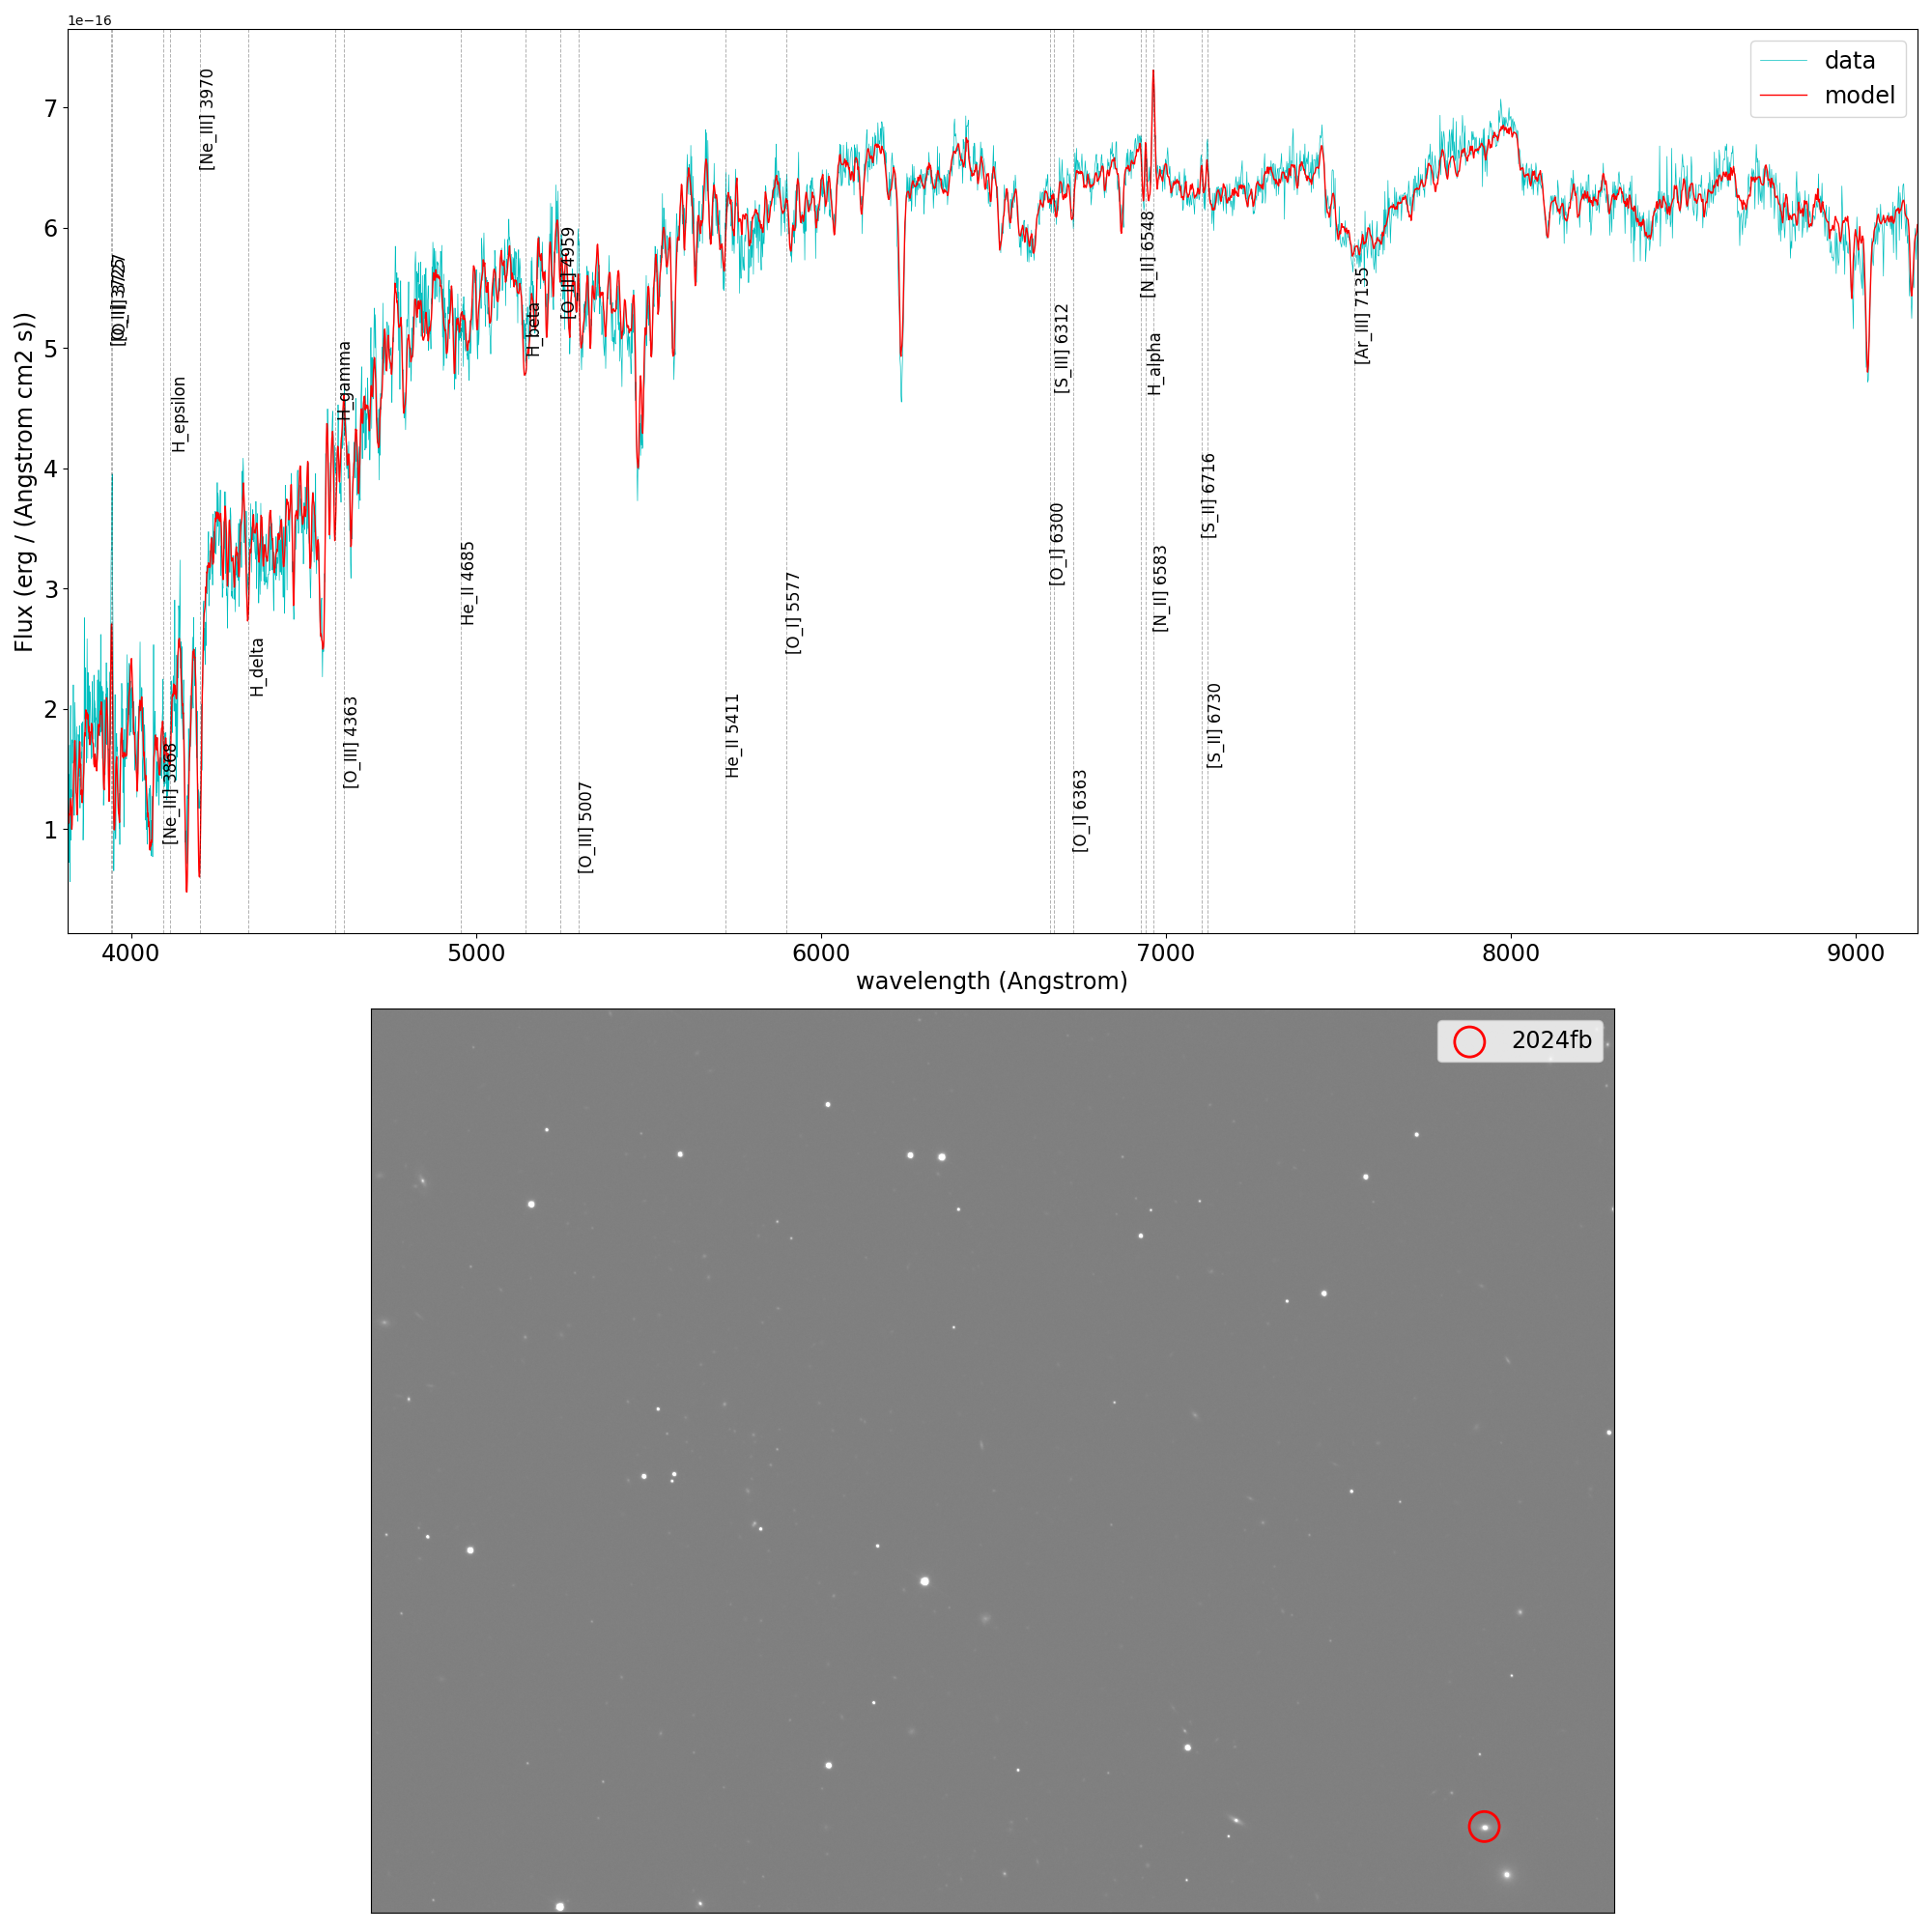 1e−16
data
model
[Ne_III] 3970
[O_II] 3727
H_epsilon
H_gamma
H_beta
[O_III] 4959
[S_III] 6312
[N_II] 6548
H_alpha
[Ar_III] 7135
[S_II] 6716
[O_I] 6300
[N_II] 6583
He_II 4685
[O_I] 5577
H_delta
[Ne_III] 3868
[O_III] 4363
He_II 5411
[S_II] 6730
[O_III] 5007
[O_I] 6363
7
6
5
4
3
2
1
Flux (erg / (Angstrom cm2 s))
4000 5000 6000 7000 8000 9000
wavelength (Angstrom)
2024fb